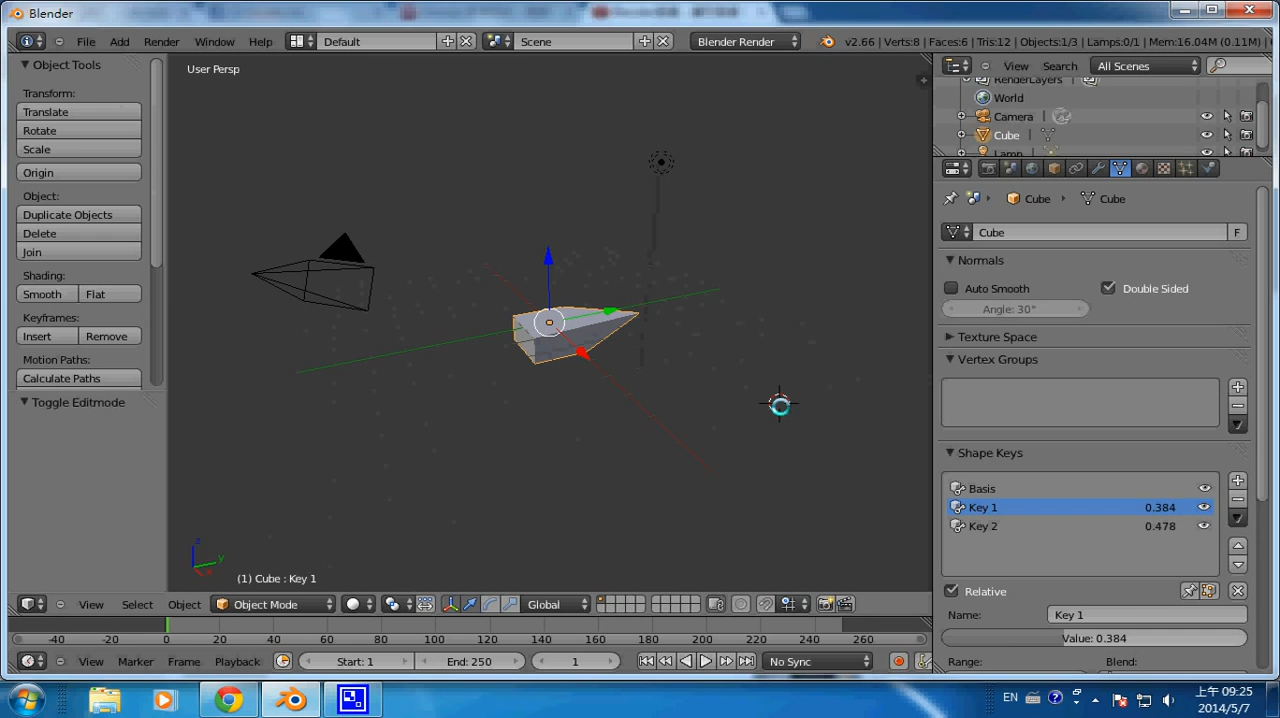 Blender
File Add Render Window Help Default Scene Blender Render v2.66 | Verts:8 | Faces:6 | Tris:12 | Objects:1/3 | Lamps:0/1 | Mem:16.04M (0.11M)
Object Tools
Transform:
Translate
Rotate
Scale
Origin
Object:
Duplicate Objects
Delete
Join
Shading:
Smooth Flat
Keyframes:
Insert Remove
Motion Paths:
Calculate Paths
Toggle Editmode
User Persp
z
y
x
(1) Cube : Key 1
View Search All Scenes
RenderLayers
World
Camera
Cube
Lamp
Cube Cube
Cube F
Normals
Auto Smooth Double Sided
Angle: 30°
Texture Space
Vertex Groups
Shape Keys
Basis
Key 1 0.384
Key 2 0.478
Relative
Name: Key 1
Value: 0.384
Range: Blend:
View Select Object Object Mode Global
-40 -20 0 20 40 60 80 100 120 140 160 180 200 220 240 260
View Marker Frame Playback Start: 1 End: 250 1 No Sync
EN 上午 09:25
2014/5/7